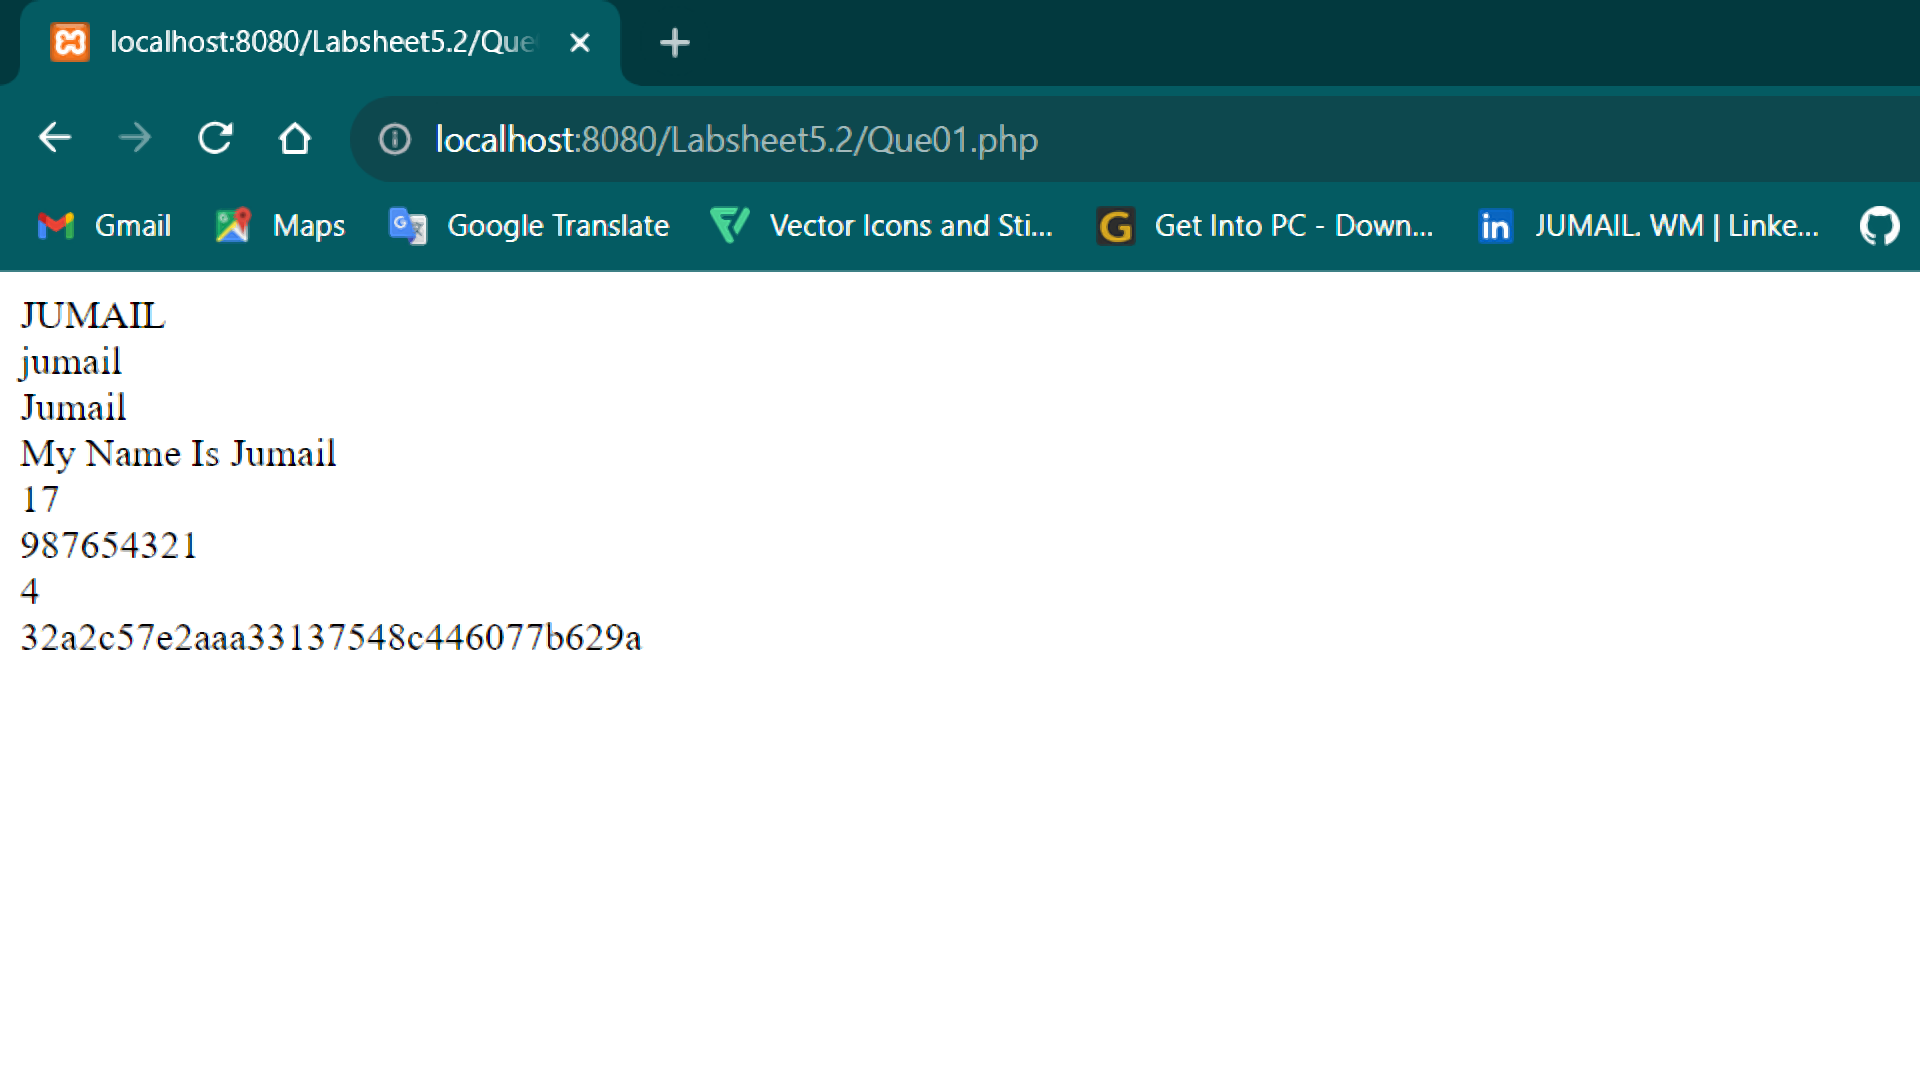 localhost:8080/Labsheet5.2/Que
localhost:8080/Labsheet5.2/Que01.php
Gmail Maps Google Translate Vector Icons and Sti... Get Into PC - Down... JUMAIL. WM | Linke...
JUMAIL
jumail
Jumail
My Name Is Jumail
17
987654321
4
32a2c57e2aaa33137548c446077b629a